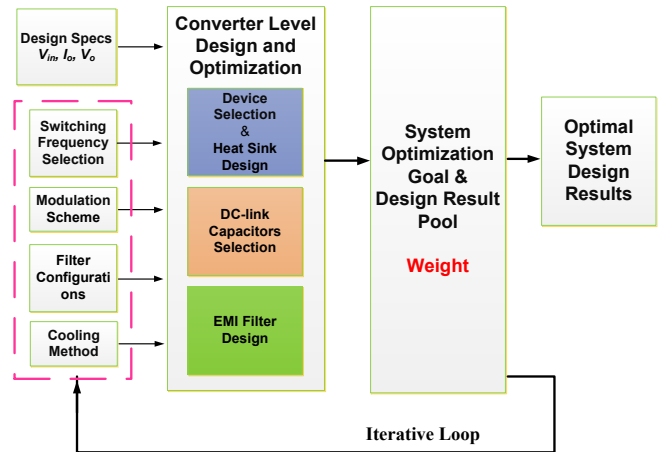 Design Specs
Vin, Io, Vo
Switching
Frequency
Selection
Modulation
Scheme
Filter
Configurati
ons
Cooling
Method
Converter Level
Design and
Optimization
Device
Selection
&
Heat Sink
Design
DC-link
Capacitors
Selection
EMI Filter
Design
System
Optimization
Goal &
Design Result
Pool
Weight
Optimal
System
Design
Results
Iterative Loop